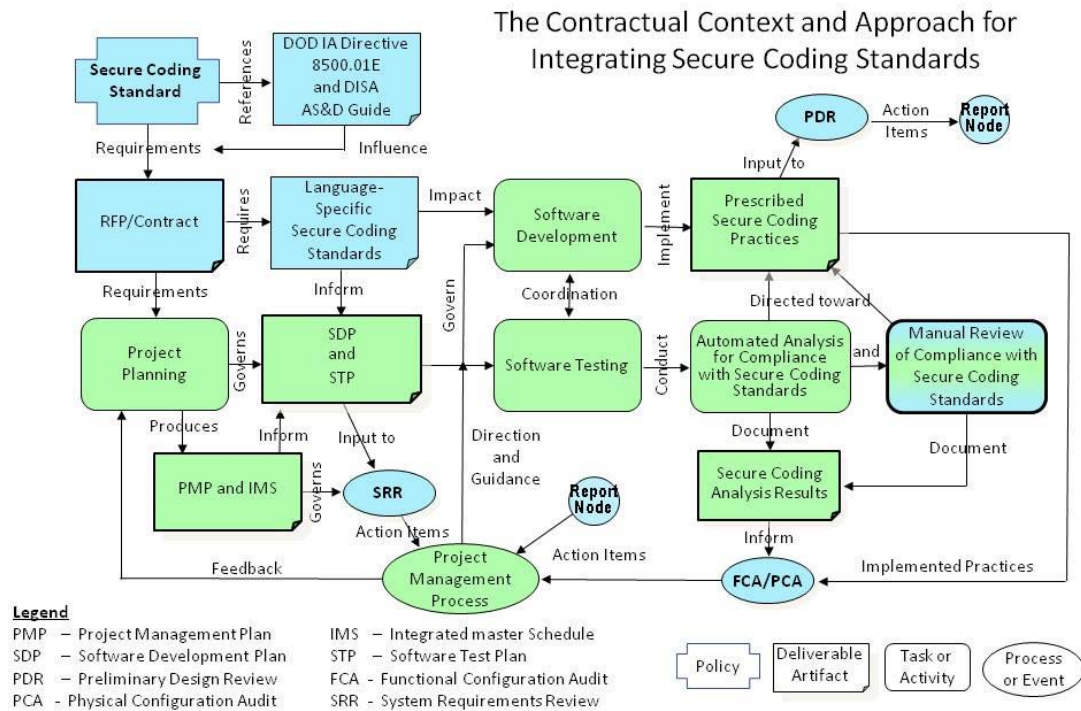 The Contractual Context and Approach for
Integrating Secure Coding Standards
Secure Coding
Standard
References
DOD IA Directive
8500.01E
and DISA
AS&D Guide
PDR
Action
Items
Report
Node
Requirements
Influence
Input to
RFP/Contract
Requires
Language-
Specific
Secure Coding
Standards
Impact
Software
Development
Implement
Prescribed
Secure Coding
Practices
Requirements
Inform
Govern
Coordination
Directed toward
Project
Planning
Governs
SDP
and
STP
Software Testing
Conduct
Automated Analysis
for Compliance
with Secure Coding
Standards
and
Manual Review
of Compliance with
Secure Coding
Standards
Produces
Inform
Input to
Direction
and
Guidance
Document
Document
PMP and IMS
Governs
SRR
Report
Node
Secure Coding
Analysis Results
Action Items
Inform
Feedback
Project
Management
Process
Action Items
FCA/PCA
Implemented Practices
Legend
PMP – Project Management Plan
SDP – Software Development Plan
PDR – Preliminary Design Review
PCA - Physical Configuration Audit
IMS – Integrated master Schedule
STP – Software Test Plan
FCA – Functional Configuration Audit
SRR – System Requirements Review
Policy
Deliverable
Artifact
Task or
Activity
Process
or Event